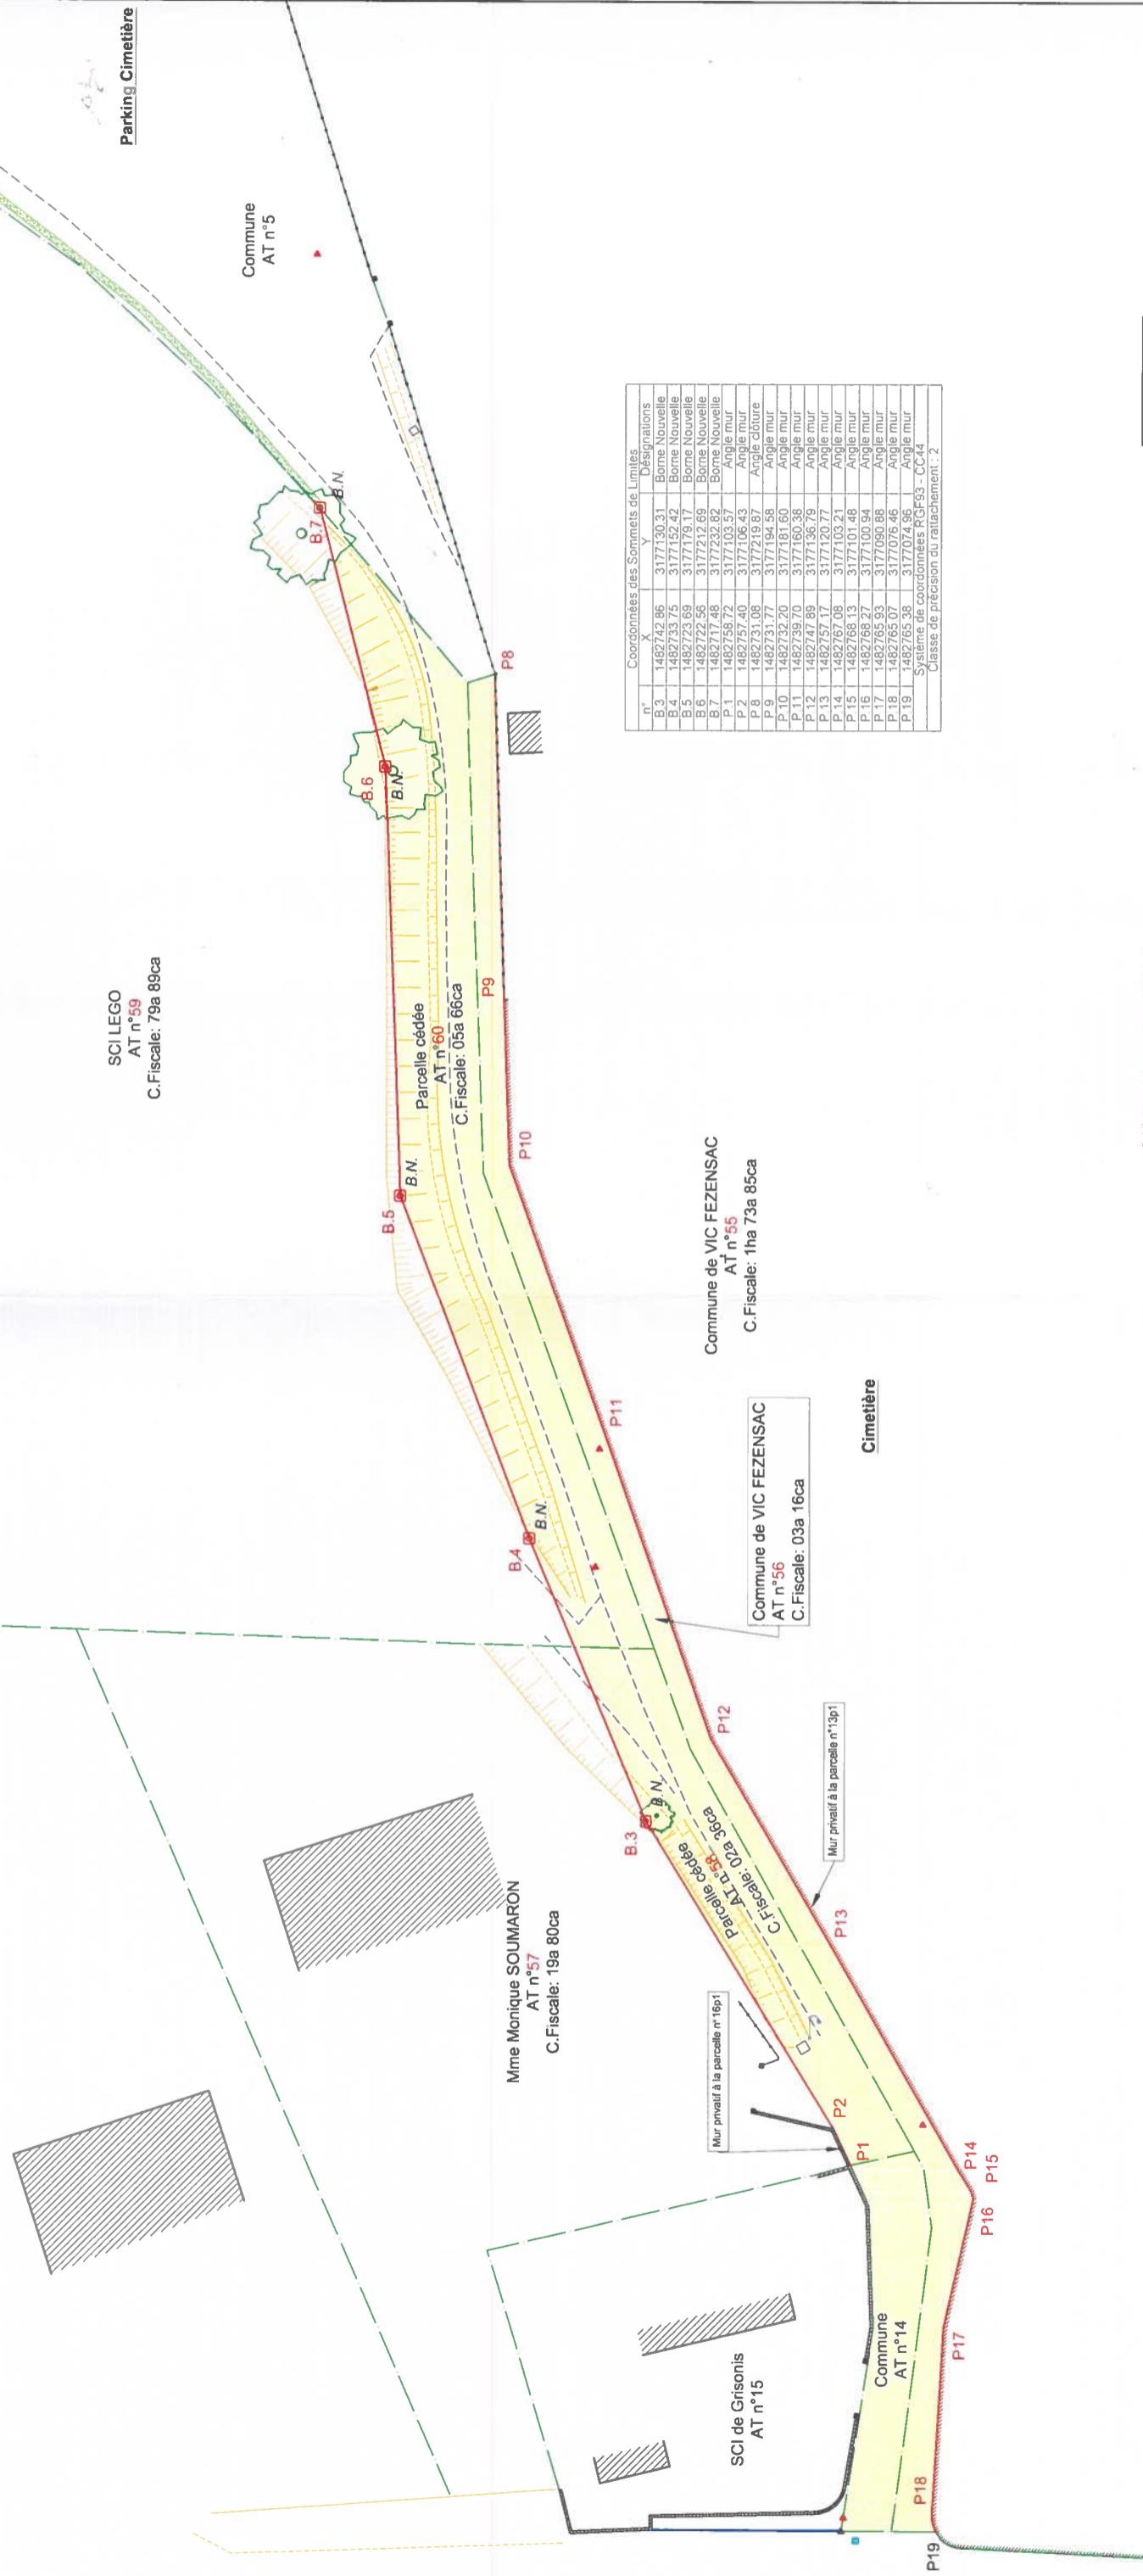 Parking Cimetière
Commune
AT n°5
SCI LEGO
AT n°59
C.Fiscale: 79a 89ca
B.7
B.N.
B.6
B.N.
P8
Parcelle cédée
AT n°60
C.Fiscale: 05a 66ca
P9
B.5
B.N.
P10
Coordonnées des Sommets de Limites
n° X Y Désignations
B.3 1482742.86 3177130.31 Borne Nouvelle
B.4 1482733.75 3177152.42 Borne Nouvelle
B.5 1482723.69 3177179.17 Borne Nouvelle
B.6 1482722.56 3177212.69 Borne Nouvelle
B.7 1482717.48 3177232.82 Borne Nouvelle
P.1 1482758.72 3177103.57 Angle mur
P.2 1482757.40 3177106.43 Angle mur
P.8 1482731.08 3177219.87 Angle clôture
P.9 1482731.77 3177194.58 Angle mur
P.10 1482732.20 3177181.60 Angle mur
P.11 1482739.70 3177160.38 Angle mur
P.12 1482747.89 3177136.79 Angle mur
P.13 1482757.17 3177120.77 Angle mur
P.14 1482767.08 3177103.21 Angle mur
P.15 1482768.13 3177101.48 Angle mur
P.16 1482768.27 3177100.94 Angle mur
P.17 1482765.93 3177090.88 Angle mur
P.18 1482765.07 3177076.46 Angle mur
P.19 1482765.38 3177074.96 Angle mur
Système de coordonnées RGF93 - CC44
Classe de précision du rattachement : 2
Commune de VIC FEZENSAC
AT n°55
C.Fiscale: 1ha 73a 85ca
P11
B.4
B.N.
Commune de VIC FEZENSAC
AT n°56
C.Fiscale: 03a 16ca
Cimetière
P12
B.3
B.N.
Parcelle cédée
AT n°58
C.Fiscale: 02a 36ca
Mur privatif à la parcelle n°13p1
P13
Mme Monique SOUMARON
AT n°57
C.Fiscale: 19a 80ca
Mur privatif à la parcelle n°16p1
P2
P1
P14
P15
P16
Commune
AT n°14
P17
SCI de Grisonis
AT n°15
P18
P19